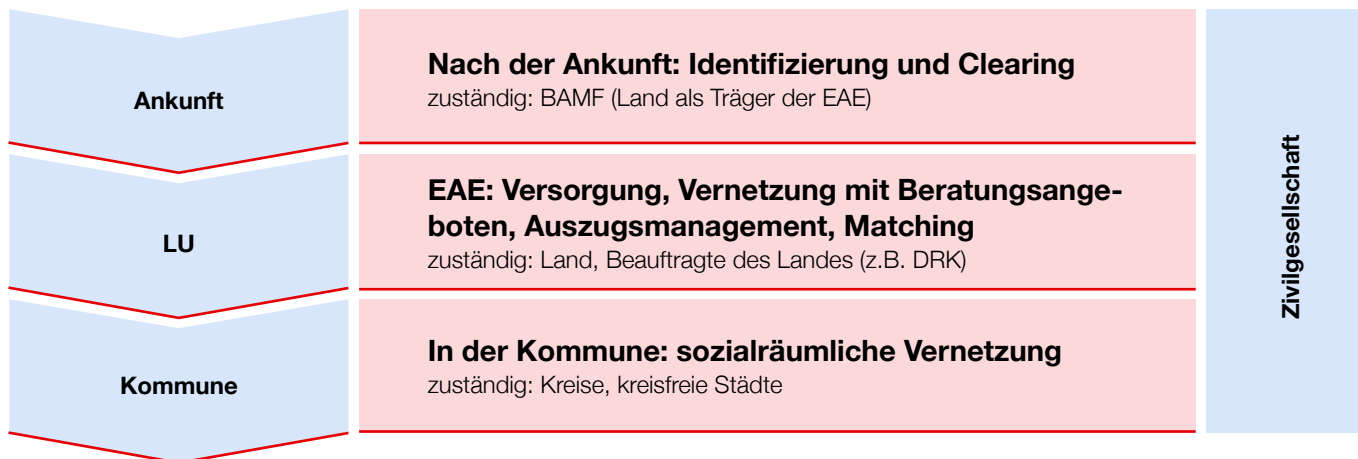 Ankunft
Nach der Ankunft: Identifizierung und Clearing
zuständig: BAMF (Land als Träger der EAE)
LU
EAE: Versorgung, Vernetzung mit Beratungsange-
boten, Auszugsmanagement, Matching
zuständig: Land, Beauftragte des Landes (z.B. DRK)
Kommune
In der Kommune: sozialräumliche Vernetzung
zuständig: Kreise, kreisfreie Städte
Zivilgesellschaft